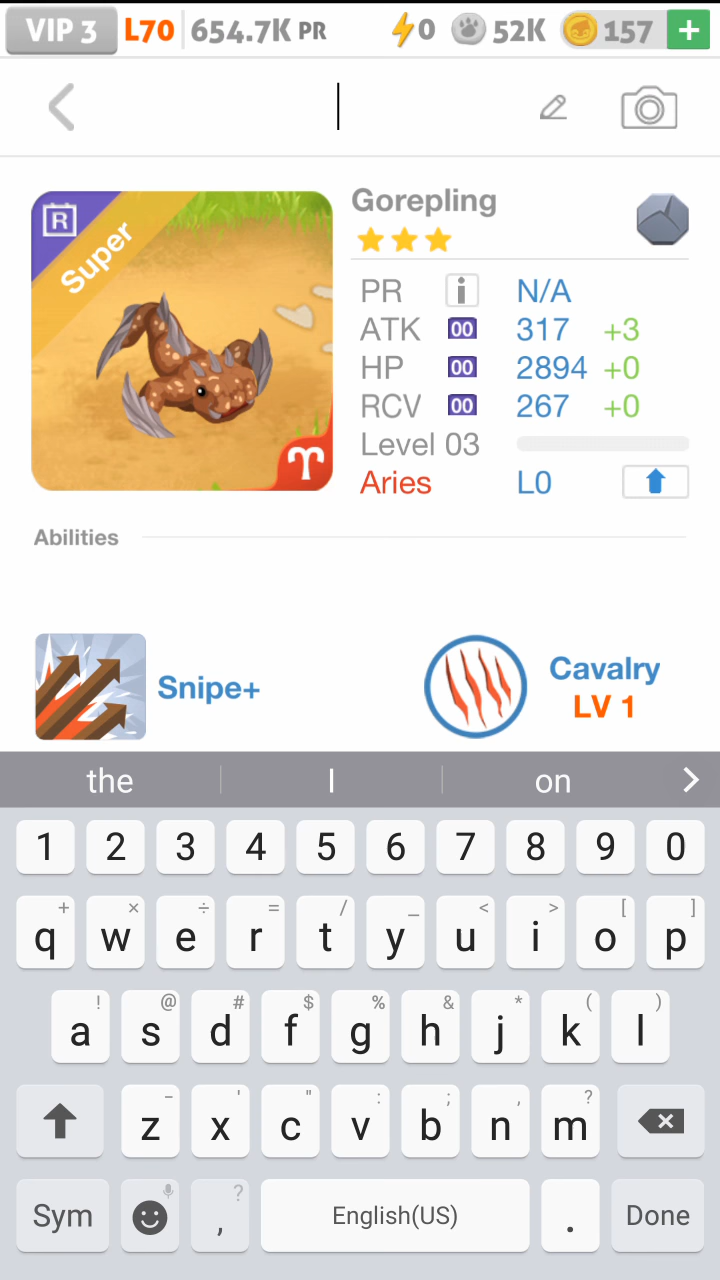 VIP 3 L70 654.7K PR 0 52K 157 +
R
Super
Gorepling
PR i N/A
ATK 00 317 +3
HP 00 2894 +0
RCV 00 267 +0
Level 03
Aries L0
Abilities
Snipe+
Cavalry
LV 1
the I on
1 2 3 4 5 6 7 8 9 0
+ × ÷ = / _ < > [ ]
q w e r t y u i o p
! @ # $ % & * ( )
a s d f g h j k l
- ' " : ; , ?
z x c v b n m
?
Sym , English(US) . Done